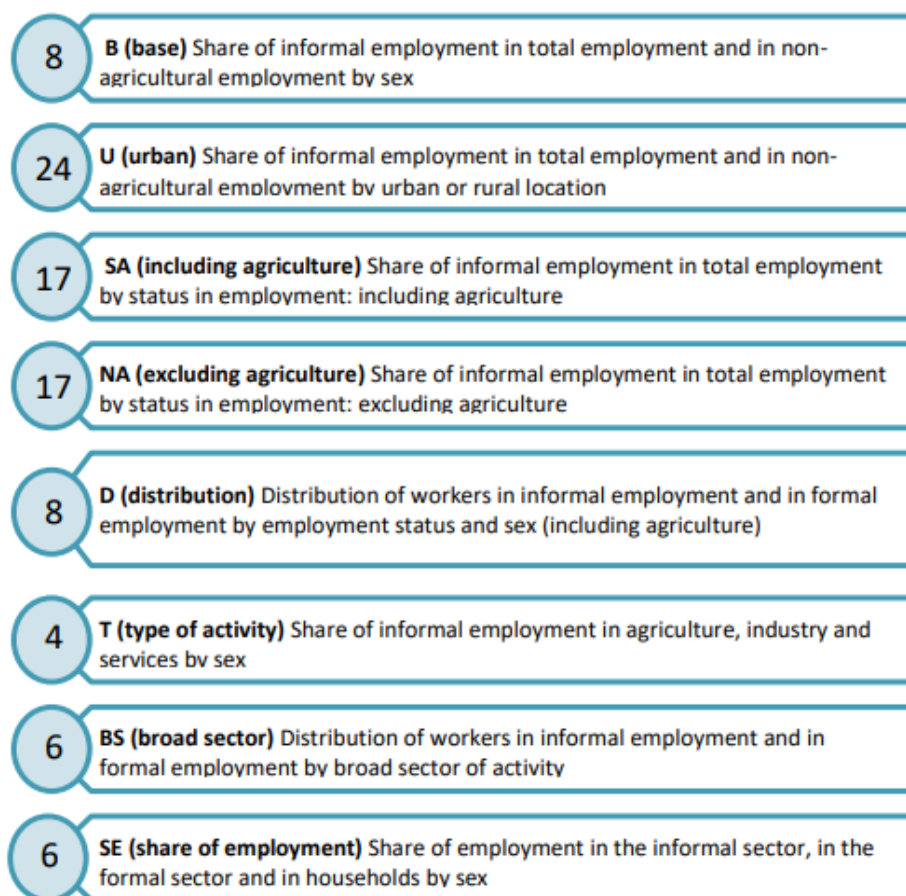 8
B (base) Share of informal employment in total employment and in non-
agricultural employment by sex
24
U (urban) Share of informal employment in total employment and in non-
agricultural employment by urban or rural location
17
SA (including agriculture) Share of informal employment in total employment
by status in employment: including agriculture
17
NA (excluding agriculture) Share of informal employment in total employment
by status in employment: excluding agriculture
8
D (distribution) Distribution of workers in informal employment and in formal
employment by employment status and sex (including agriculture)
4
T (type of activity) Share of informal employment in agriculture, industry and
services by sex
6
BS (broad sector) Distribution of workers in informal employment and in
formal employment by broad sector of activity
6
SE (share of employment) Share of employment in the informal sector, in the
formal sector and in households by sex